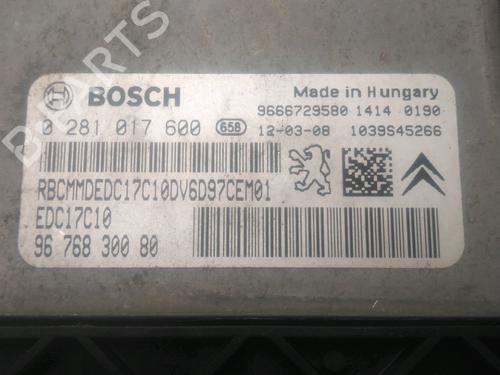 BOSCH
Made in Hungary
9666729580 1414 0190
0 281 017 600 658 12-03-08 1039S45266
RBCMMDEDC17C10DV6D97CEM01
EDC17C10
96 768 300 80
B-PARTS